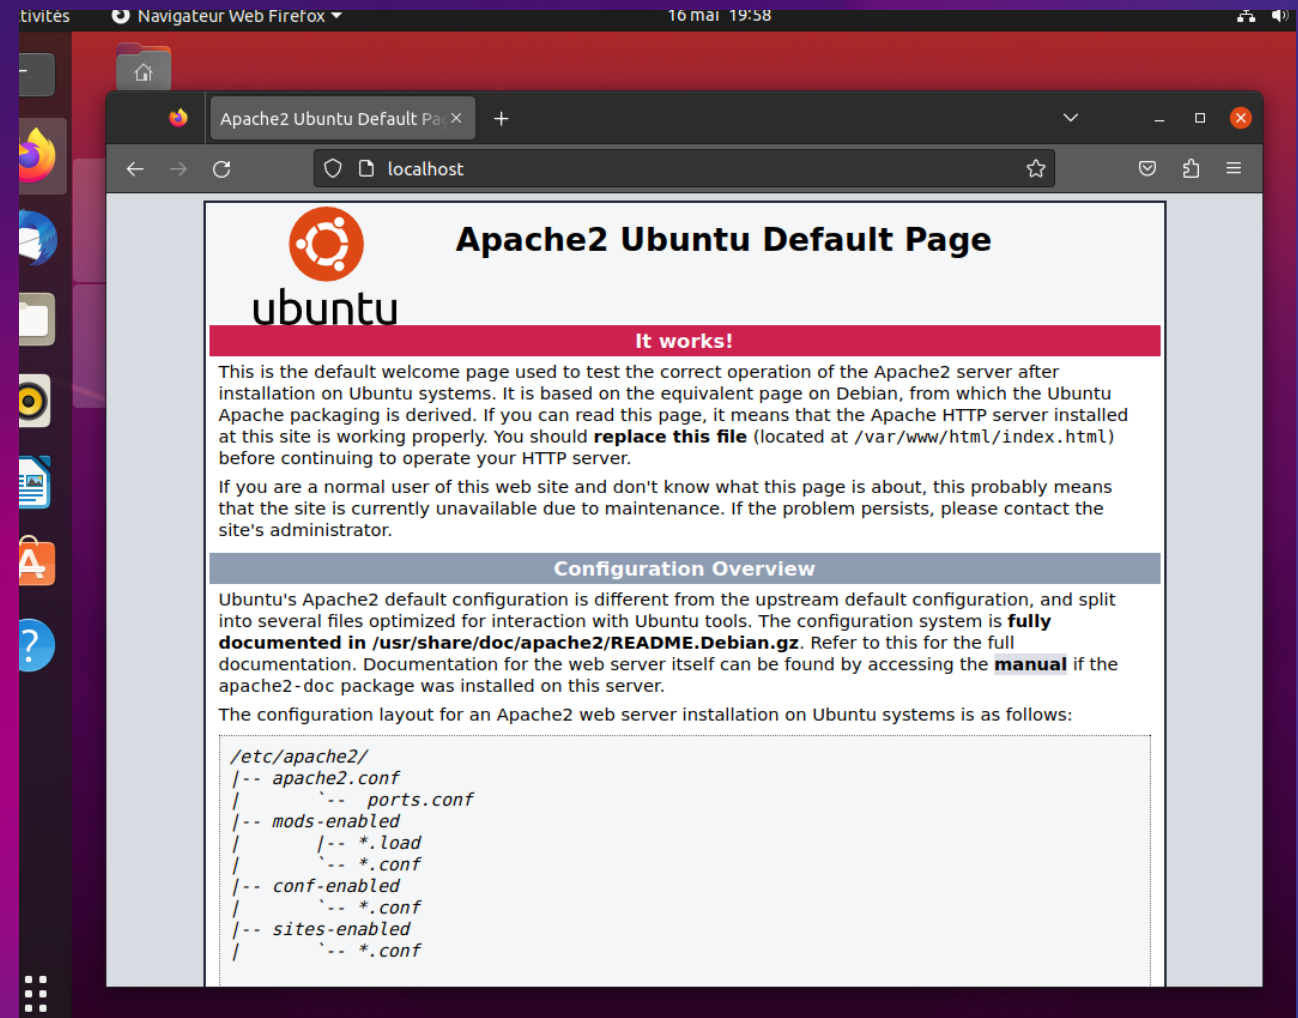 ctivités
Navigateur Web Firefox
16 mai 19:58
Apache2 Ubuntu Default Pag
localhost
ubuntu
Apache2 Ubuntu Default Page
It works!
This is the default welcome page used to test the correct operation of the Apache2 server after
installation on Ubuntu systems. It is based on the equivalent page on Debian, from which the Ubuntu
Apache packaging is derived. If you can read this page, it means that the Apache HTTP server installed
at this site is working properly. You should replace this file (located at /var/www/html/index.html)
before continuing to operate your HTTP server.
If you are a normal user of this web site and don't know what this page is about, this probably means
that the site is currently unavailable due to maintenance. If the problem persists, please contact the
site's administrator.
Configuration Overview
Ubuntu's Apache2 default configuration is different from the upstream default configuration, and split
into several files optimized for interaction with Ubuntu tools. The configuration system is fully
documented in /usr/share/doc/apache2/README.Debian.gz. Refer to this for the full
documentation. Documentation for the web server itself can be found by accessing the manual if the
apache2-doc package was installed on this server.
The configuration layout for an Apache2 web server installation on Ubuntu systems is as follows:
/etc/apache2/
|-- apache2.conf
|       `--  ports.conf
|-- mods-enabled
|       |-- *.load
|       `-- *.conf
|-- conf-enabled
|       `-- *.conf
|-- sites-enabled
|       `-- *.conf